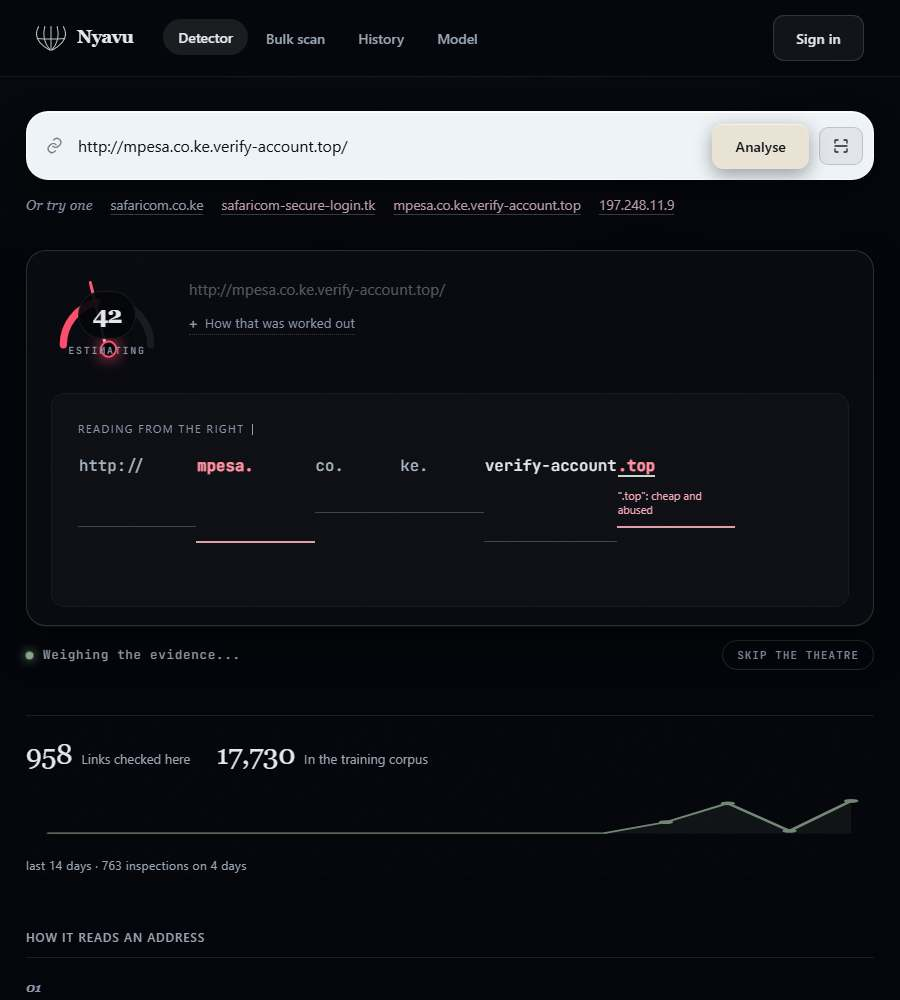 Nyavu Detector Bulk scan History Model Sign in
http://mpesa.co.ke.verify-account.top/ Analyse
Or try one safaricom.co.ke safaricom-secure-login.tk mpesa.co.ke.verify-account.top 197.248.11.9
http://mpesa.co.ke.verify-account.top/
42
+ How that was worked out
ESTIMATING
READING FROM THE RIGHT
http:// mpesa. co. ke. verify-account.top
".top": cheap and
abused
Weighing the evidence... SKIP THE THEATRE
958 Links checked here 17,730 In the training corpus
last 14 days · 763 inspections on 4 days
HOW IT READS AN ADDRESS
01